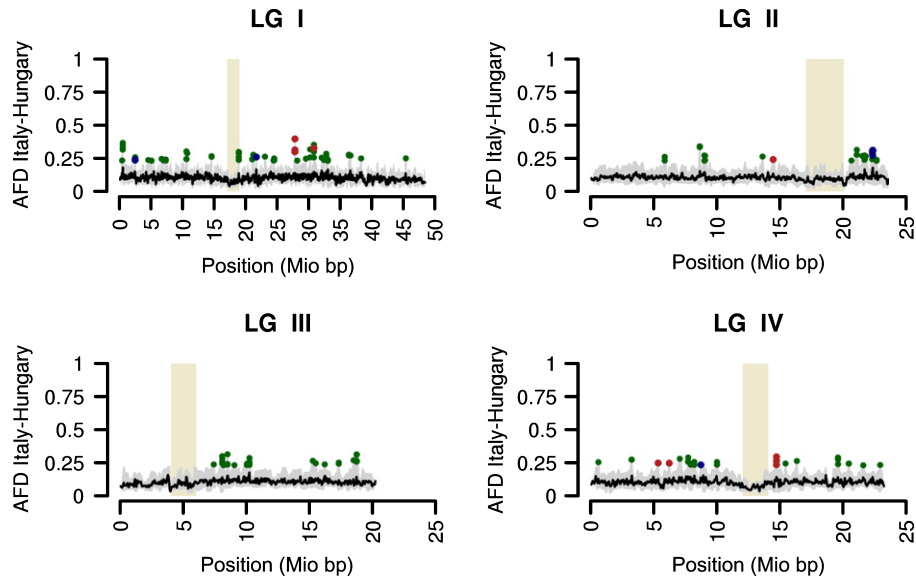 LG I
AFD Italy-Hungary
1
0.75
0.5
0.25
0
0 5 10 15 20 25 30 35 40 45 50
Position (Mio bp)
LG II
AFD Italy-Hungary
1
0.75
0.5
0.25
0
0 5 10 15 20 25
Position (Mio bp)
LG III
AFD Italy-Hungary
1
0.75
0.5
0.25
0
0 5 10 15 20 25
Position (Mio bp)
LG IV
AFD Italy-Hungary
1
0.75
0.5
0.25
0
0 5 10 15 20 25
Position (Mio bp)